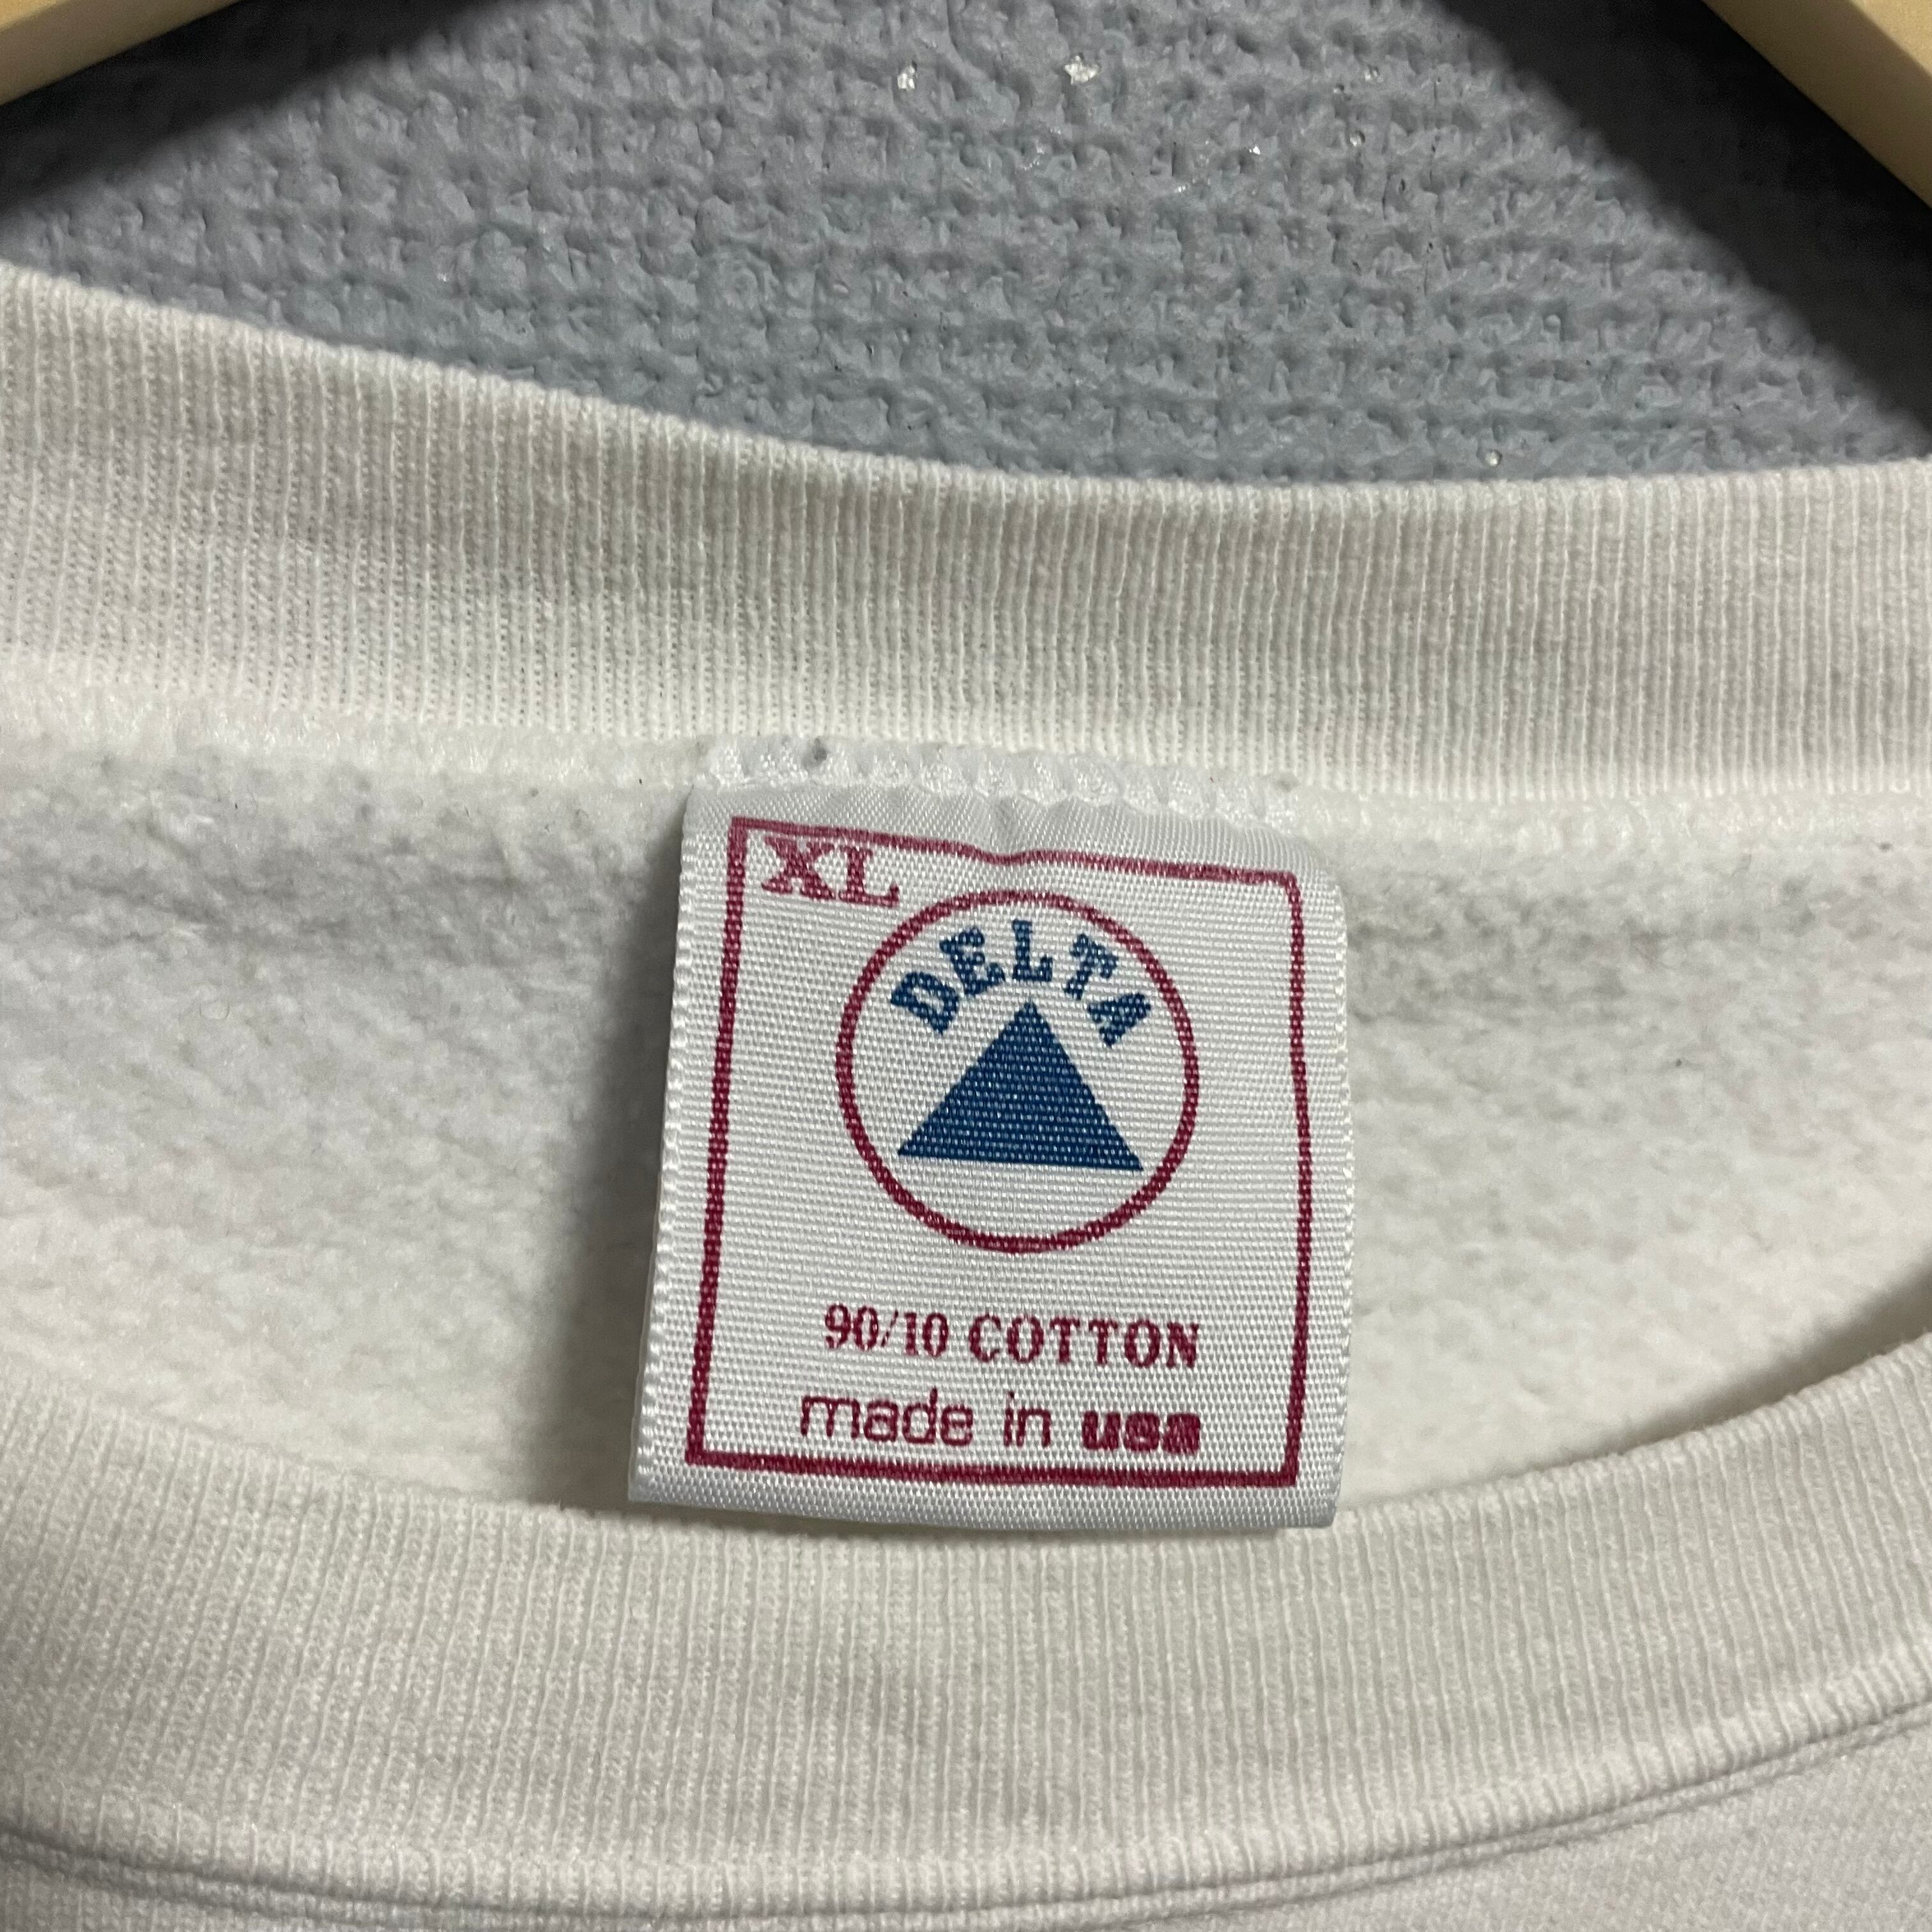 XL
DELTA
90/10 COTTON
made in usa